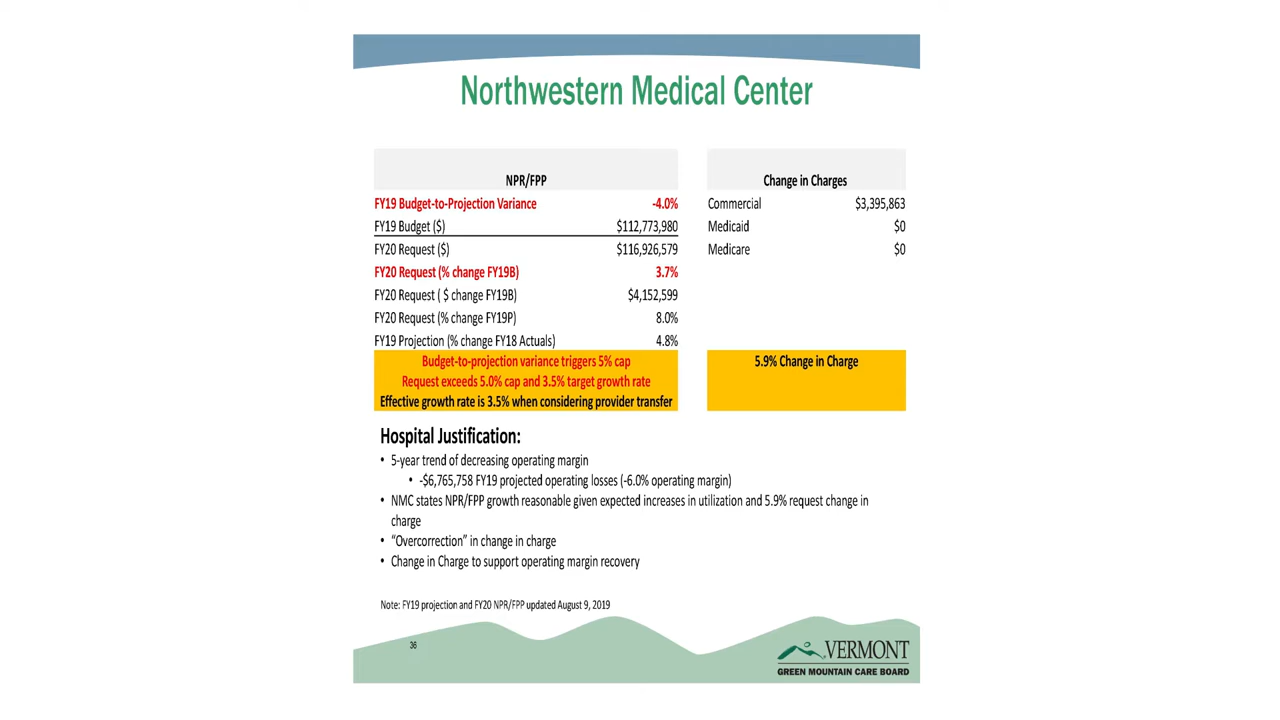 Northwestern Medical Center
NPR/FPP
FY19 Budget-to-Projection Variance -4.0%
FY19 Budget ($) $112,773,980
FY20 Request ($) $116,926,579
FY20 Request (% change FY19B) 3.7%
FY20 Request ( $ change FY19B) $4,152,599
FY20 Request (% change FY19P) 8.0%
FY19 Projection (% change FY18 Actuals) 4.8%
Budget-to-projection variance triggers 5% cap
Request exceeds 5.0% cap and 3.5% target growth rate
Effective growth rate is 3.5% when considering provider transfer
Change in Charges
Commercial $3,395,863
Medicaid $0
Medicare $0
5.9% Change in Charge
Hospital Justification:
• 5-year trend of decreasing operating margin
• -$6,765,758 FY19 projected operating losses (-6.0% operating margin)
• NMC states NPR/FPP growth reasonable given expected increases in utilization and 5.9% request change in
charge
• “Overcorrection” in change in charge
• Change in Charge to support operating margin recovery
Note: FY19 projection and FY20 NPR/FPP updated August 9, 2019
36
VERMONT
GREEN MOUNTAIN CARE BOARD